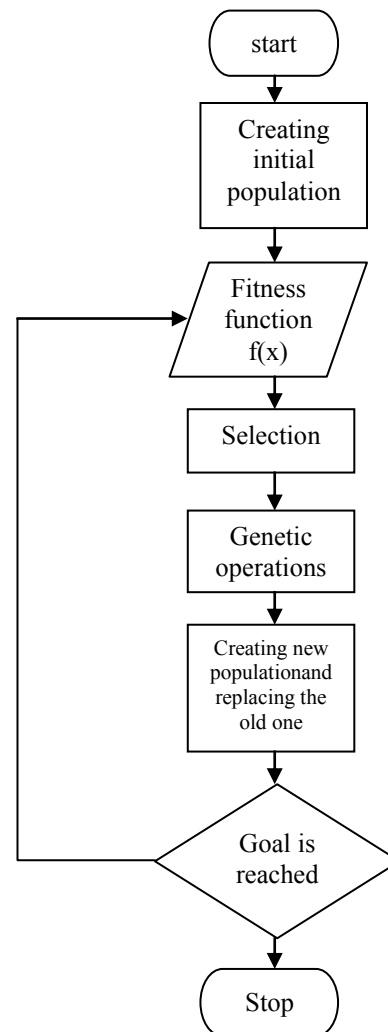 start
Creating
initial
population
Fitness
function
f(x)
Selection
Genetic
operations
Creating new
populationand
replacing the
old one
Goal is
reached
Stop